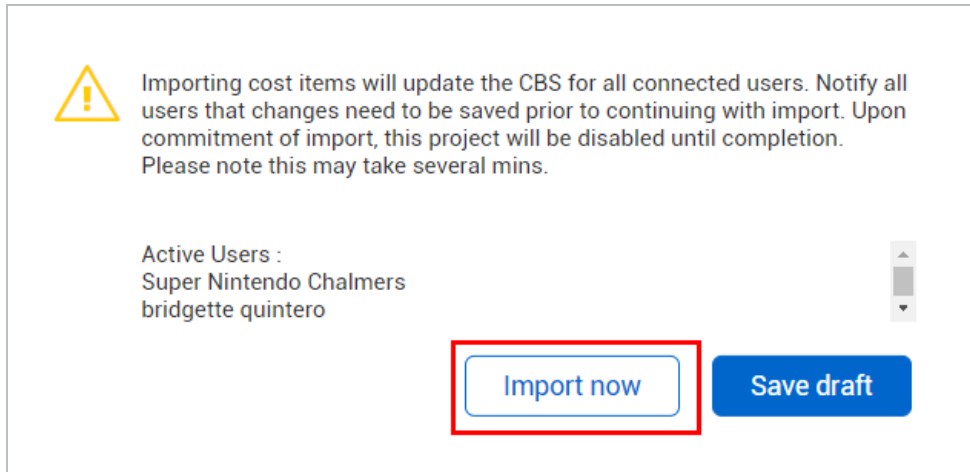 Importing cost items will update the CBS for all connected users. Notify all
users that changes need to be saved prior to continuing with import. Upon
commitment of import, this project will be disabled until completion.
Please note this may take several mins.
Active Users :
Super Nintendo Chalmers
bridgette quintero
Import now
Save draft